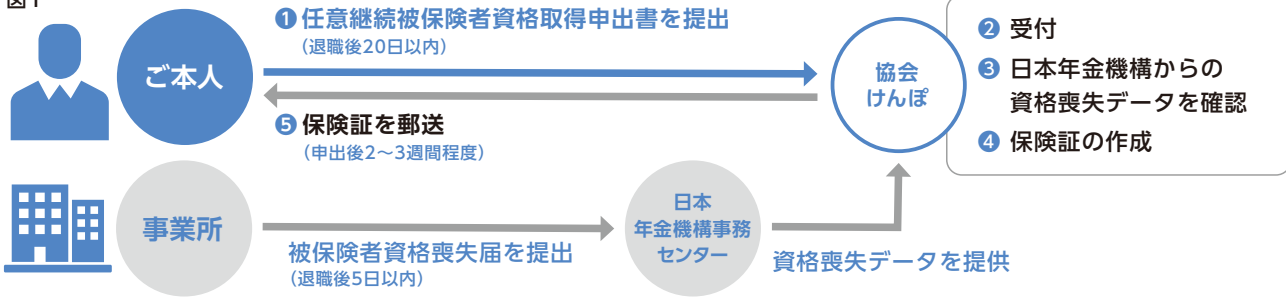 図1
❶任意継続被保険者資格取得申出書を提出
（退職後20日以内）
ご本人
協会
けんぽ
❷ 受付
❸ 日本年金機構からの
資格喪失データを確認
❹ 保険証の作成
❺保険証を郵送
（申出後2〜3週間程度）
事業所
被保険者資格喪失届を提出
（退職後5日以内）
日本
年金機構事務
センター
資格喪失データを提供